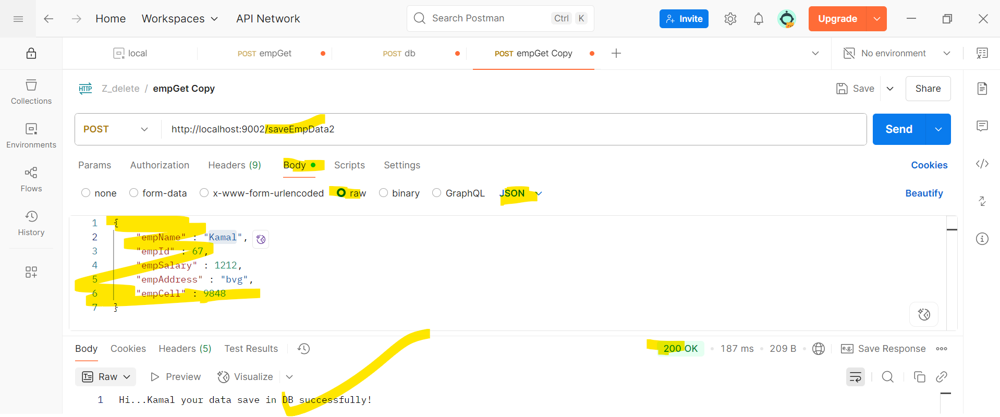 Home Workspaces API Network Search Postman Ctrl K Invite Upgrade
local POST empGet POST db POST empGet Copy No environment
HTTP Z_delete / empGet Copy Save Share
Collections
POST http://localhost:9002/saveEmpData2 Send
Environments
Params Authorization Headers (9) Body Scripts Settings Cookies
Flows
none form-data x-www-form-urlencoded raw binary GraphQL JSON Beautify
History
1 {
2 "empName" : "Kamal",
3 "empId" : 67,
4 "empSalary" : 1212,
5 "empAddress" : "bvg",
6 "empCell" : 9848
7 }
Body Cookies Headers (5) Test Results 200 OK • 187 ms • 209 B • e.g. Save Response
Raw Preview Visualize
1 Hi...Kamal your data save in DB successfully!